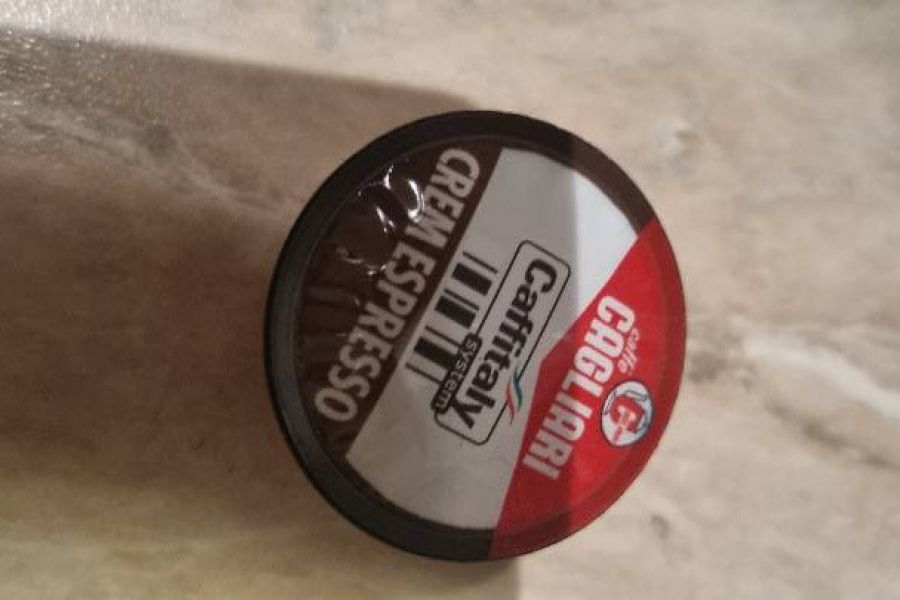 caffè
CAGLIARI
Caffitaly
system
CREM ESPRESSO